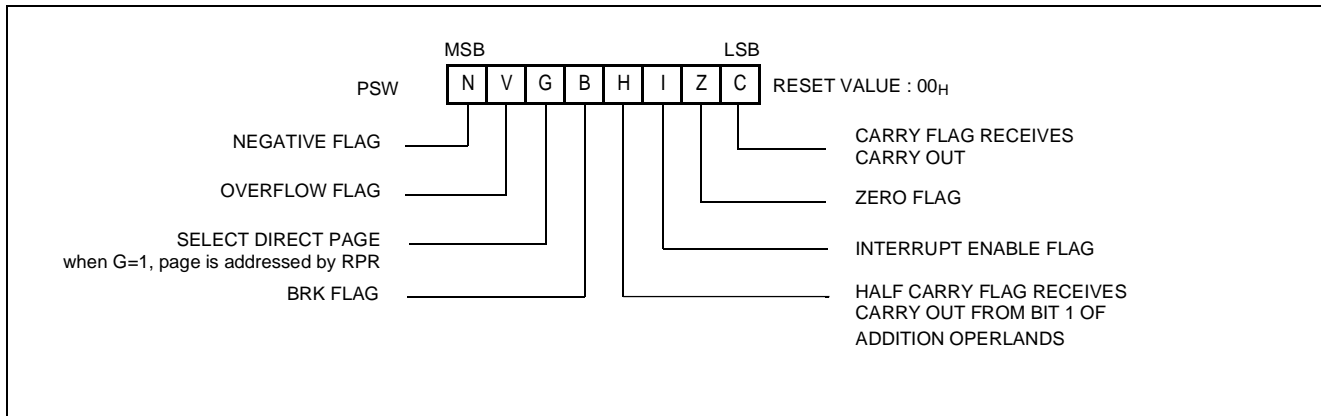 MSB LSB
PSW N V G B H I Z C RESET VALUE : 00H
NEGATIVE FLAG
OVERFLOW FLAG
SELECT DIRECT PAGE
when G=1, page is addressed by RPR
BRK FLAG
CARRY FLAG RECEIVES
CARRY OUT
ZERO FLAG
INTERRUPT ENABLE FLAG
HALF CARRY FLAG RECEIVES
CARRY OUT FROM BIT 1 OF
ADDITION OPERLANDS